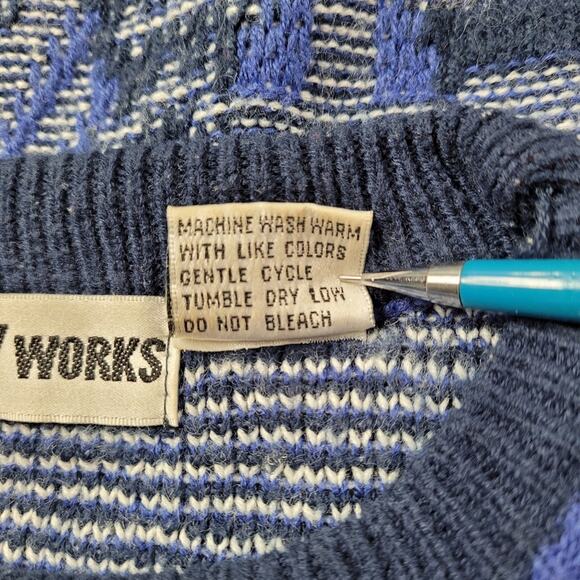 MACHINE WASH WARM
WITH LIKE COLORS
GENTLE CYCLE
TUMBLE DRY LOW
DO NOT BLEACH
WORKS